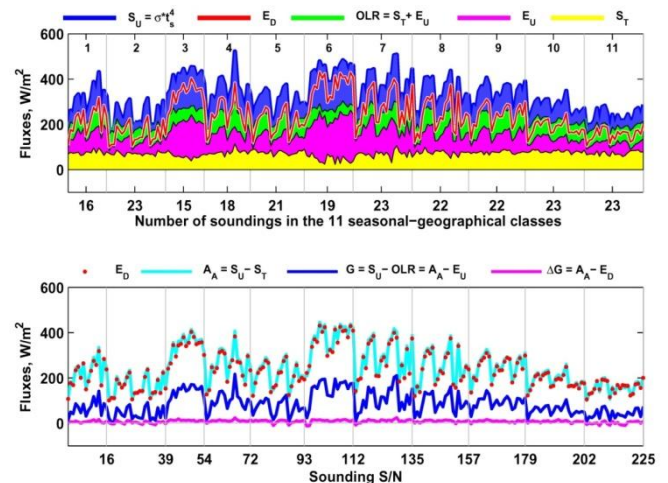 S_U = σ*t_s^4 E_D OLR = S_T + E_U E_U S_T
600
400
200
0
Fluxes, W/m²
1 2 3 4 5 6 7 8 9 10 11
16 23 15 18 21 19 23 22 22 23 23
Number of soundings in the 11 seasonal−geographical classes
E_D A_A = S_U − S_T G = S_U − OLR = A_A − E_U ΔG = A_A − E_D
600
400
200
0
Fluxes, W/m²
16 39 54 72 93 112 135 157 179 202 225
Sounding S/N